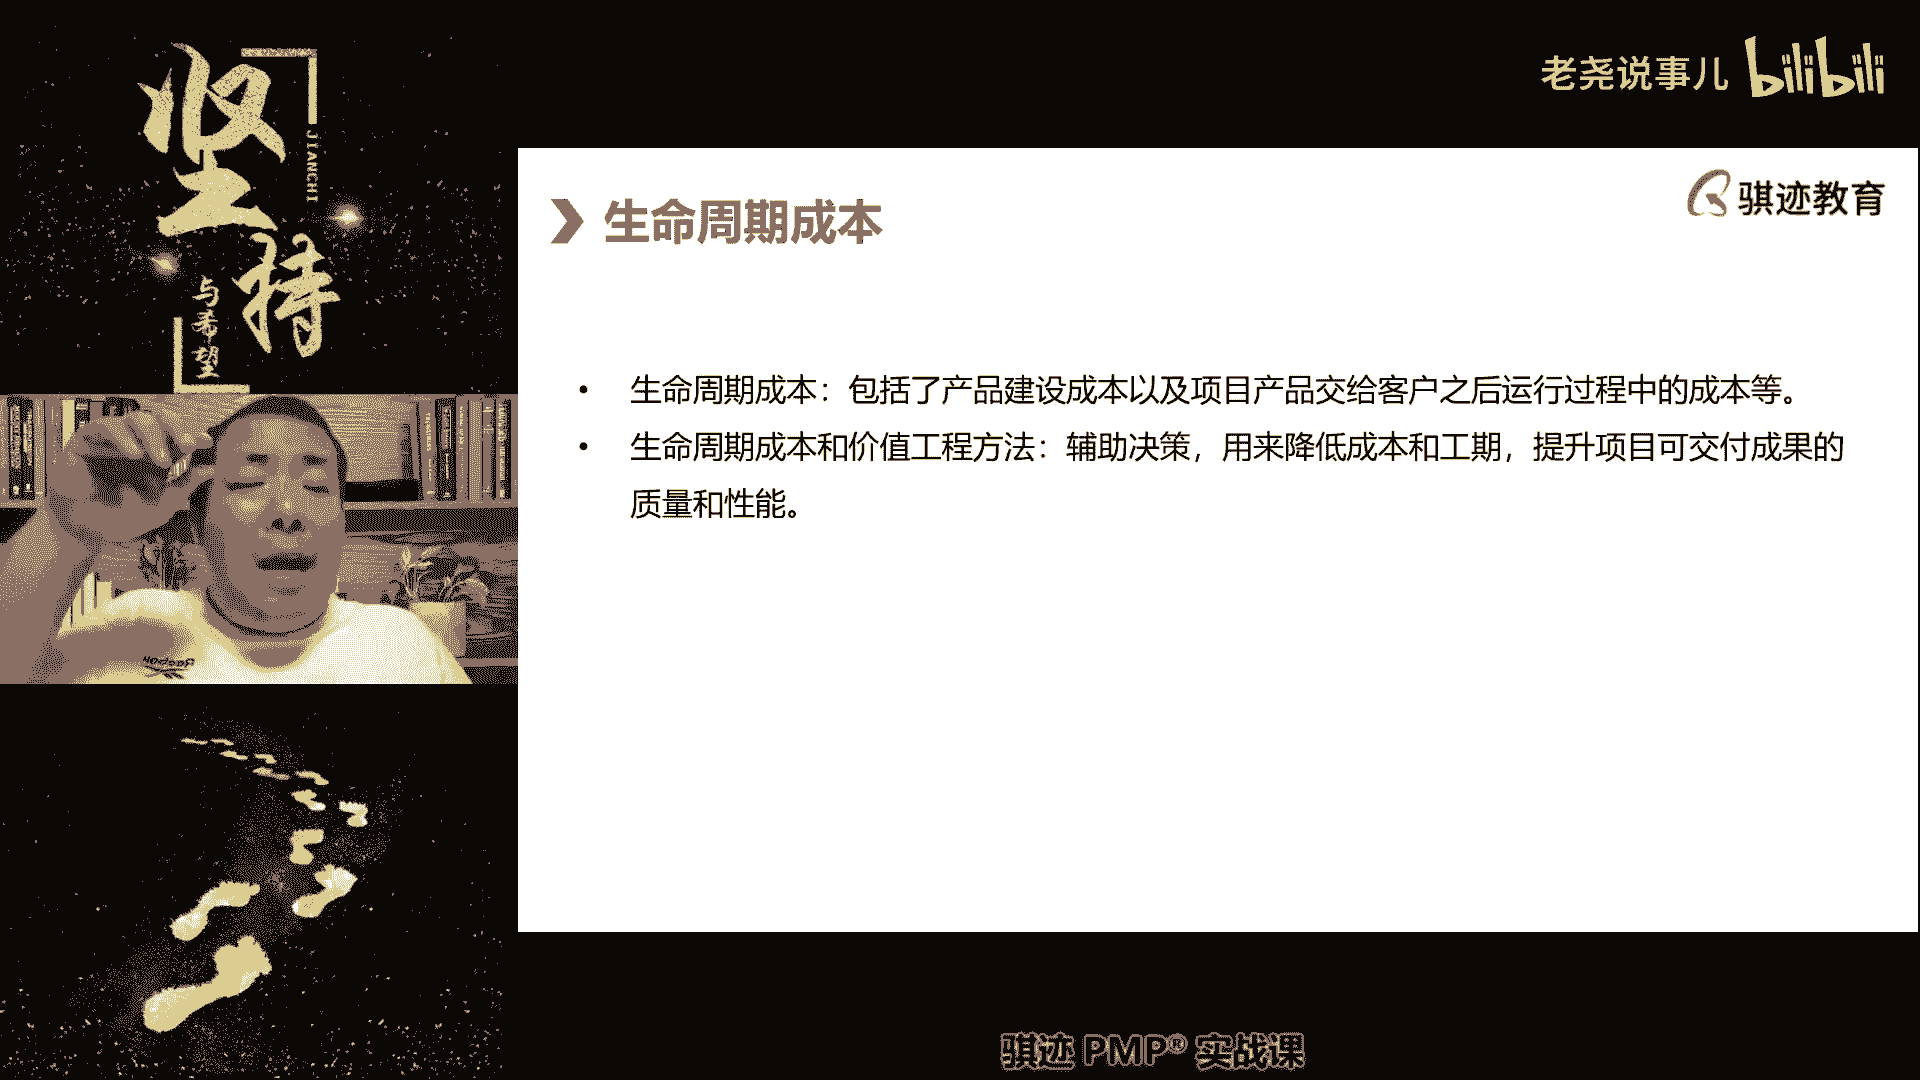 坚持
JIANCHI
与希望
老尧说事儿 bilibili
骐迹教育
生命周期成本
• 生命周期成本：包括了产品建设成本以及项目产品交给客户之后运行过程中的成本等。
• 生命周期成本和价值工程方法：辅助决策，用来降低成本和工期，提升项目可交付成果的
质量和性能。
骐迹 PMP® 实战课